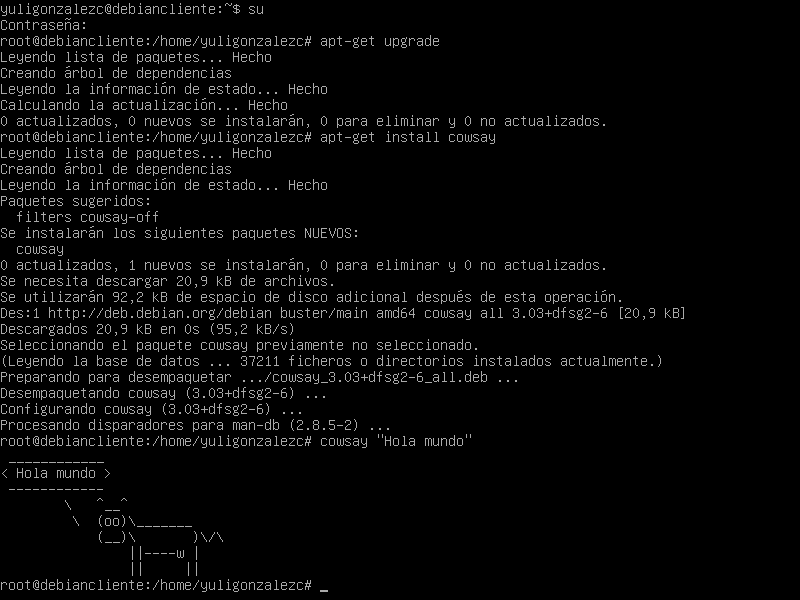 yuligonzalezc@debiancliente:~$ su
Contraseña:
root@debiancliente:/home/yuligonzalezc# apt-get upgrade
Leyendo lista de paquetes... Hecho
Creando árbol de dependencias
Leyendo la información de estado... Hecho
Calculando la actualización... Hecho
0 actualizados, 0 nuevos se instalarán, 0 para eliminar y 0 no actualizados.
root@debiancliente:/home/yuligonzalezc# apt-get install cowsay
Leyendo lista de paquetes... Hecho
Creando árbol de dependencias
Leyendo la información de estado... Hecho
Paquetes sugeridos:
  filters cowsay-off
Se instalarán los siguientes paquetes NUEVOS:
  cowsay
0 actualizados, 1 nuevos se instalarán, 0 para eliminar y 0 no actualizados.
Se necesita descargar 20,9 kB de archivos.
Se utilizarán 92,2 kB de espacio de disco adicional después de esta operación.
Des:1 http://deb.debian.org/debian buster/main amd64 cowsay all 3.03+dfsg2-6 [20,9 kB]
Descargados 20,9 kB en 0s (95,2 kB/s)
Seleccionando el paquete cowsay previamente no seleccionado.
(Leyendo la base de datos ... 37211 ficheros o directorios instalados actualmente.)
Preparando para desempaquetar .../cowsay_3.03+dfsg2-6_all.deb ...
Desempaquetando cowsay (3.03+dfsg2-6) ...
Configurando cowsay (3.03+dfsg2-6) ...
Procesando disparadores para man-db (2.8.5-2) ...
root@debiancliente:/home/yuligonzalezc# cowsay "Hola mundo"
 ____________
< Hola mundo >
 ------------
        \   ^__^
         \  (oo)\_______
            (__)\       )\/\
                ||----w |
                ||     ||
root@debiancliente:/home/yuligonzalezc# _